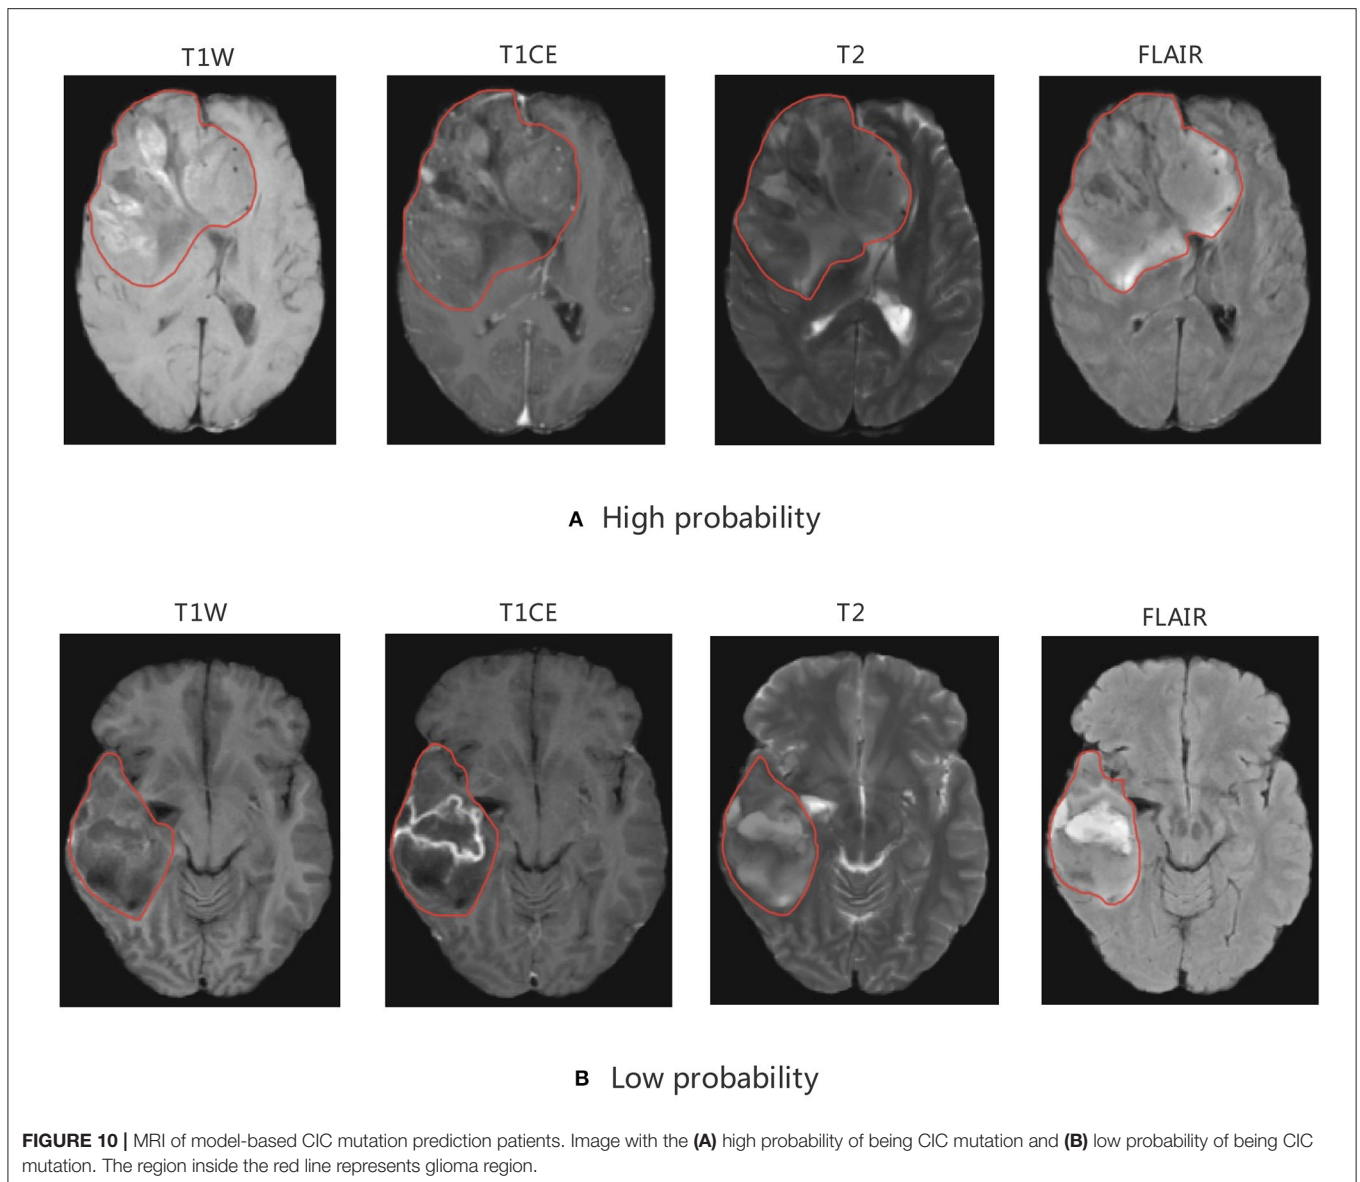 T1W T1CE T2 FLAIR
A High probability
T1W T1CE T2 FLAIR
B Low probability
FIGURE 10 | MRI of model-based CIC mutation prediction patients. Image with the (A) high probability of being CIC mutation and (B) low probability of being CIC
mutation. The region inside the red line represents glioma region.